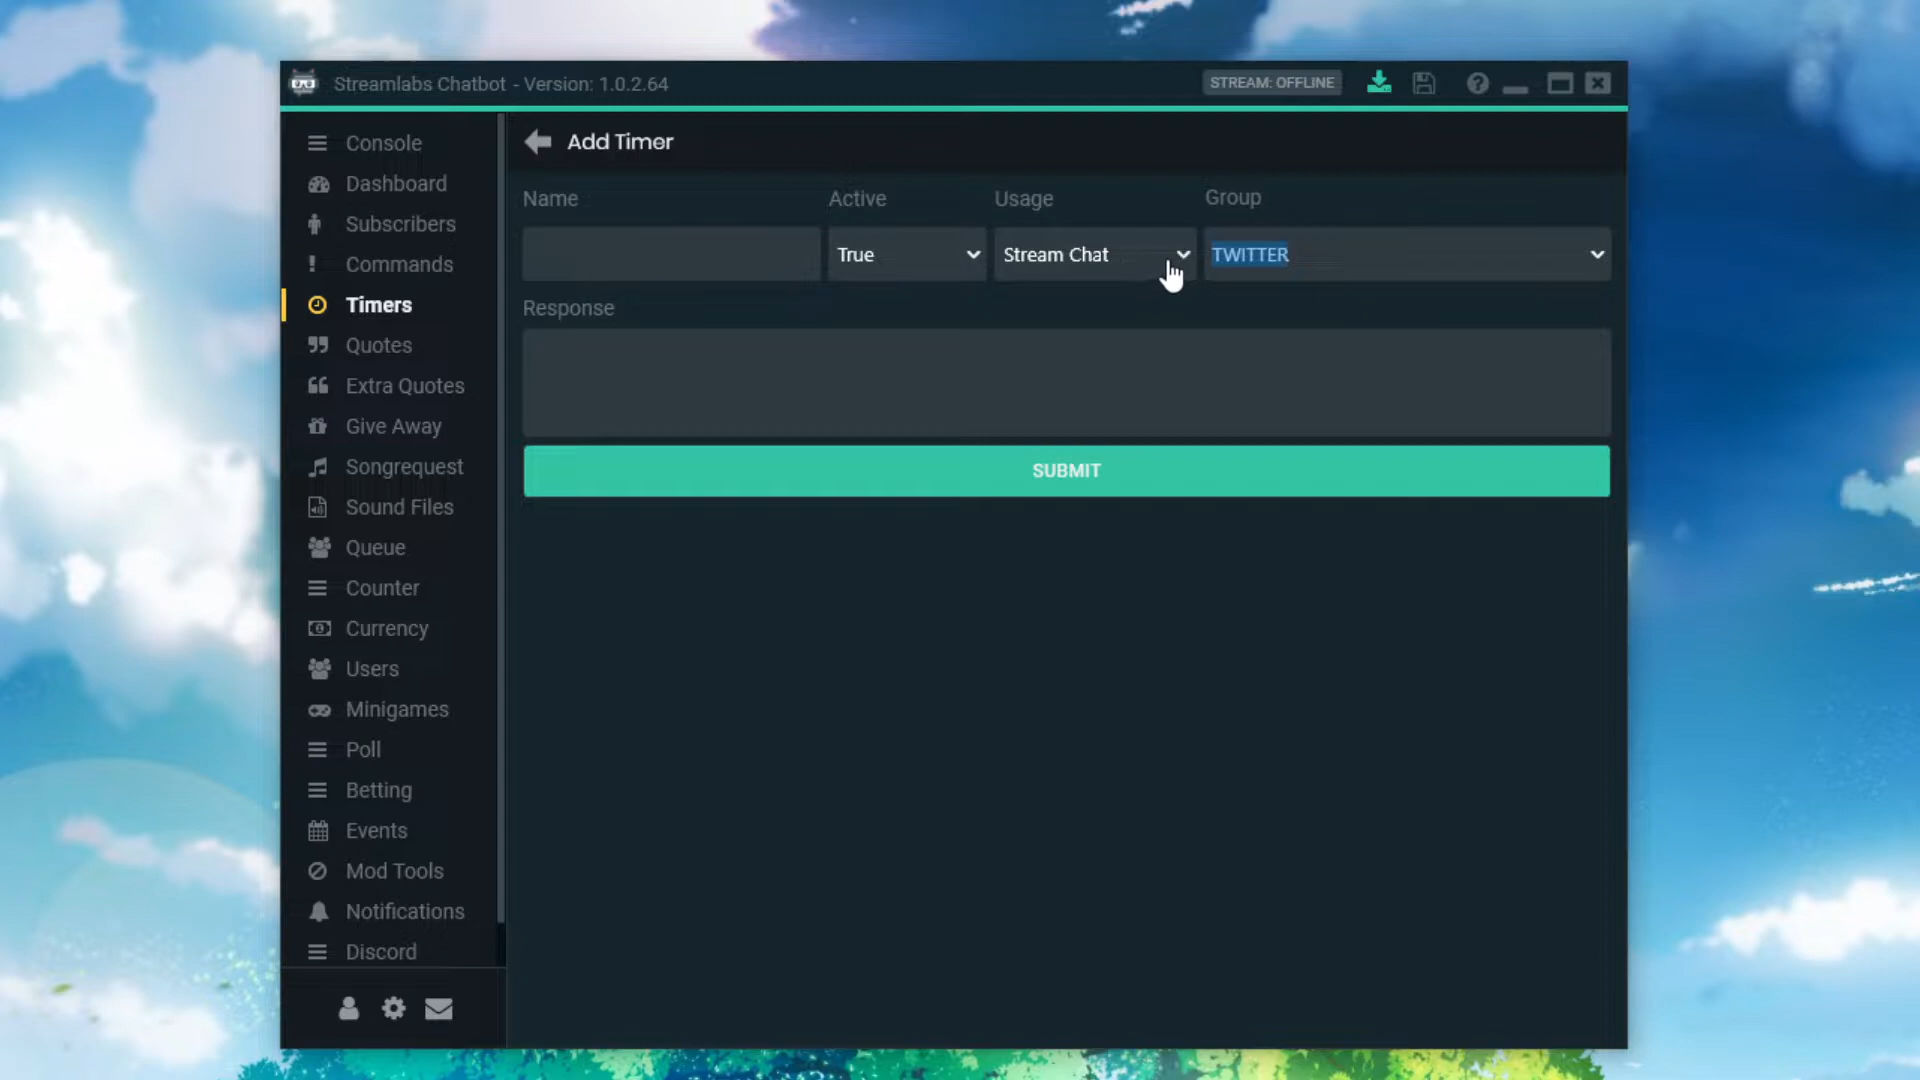 Streamlabs Chatbot - Version: 1.0.2.64
STREAM: OFFLINE
Console
Dashboard
Subscribers
Commands
Timers
Quotes
Extra Quotes
Give Away
Songrequest
Sound Files
Queue
Counter
Currency
Users
Minigames
Poll
Betting
Events
Mod Tools
Notifications
Discord
Add Timer
Name
Active
Usage
Group
True
Stream Chat
TWITTER
Response
SUBMIT